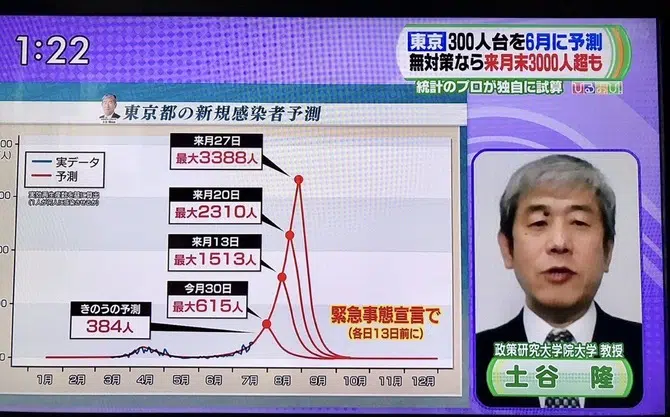 1:22
東京 300人台を6月に予測
無対策なら来月末3000人超も
統計のプロが独自に試算
ひるおび!
東京都の新規感染者予測
人)
実データ
予測
来月27日
最大3388人
来月20日
最大2310人
来月13日
最大1513人
今月30日
最大615人
きのうの予測
384人
緊急事態宣言で
(各日13日前に)
1月 2月 3月 4月 5月 6月 7月 8月 9月 10月 11月 12月
政策研究大学院大学 教授
土谷 隆